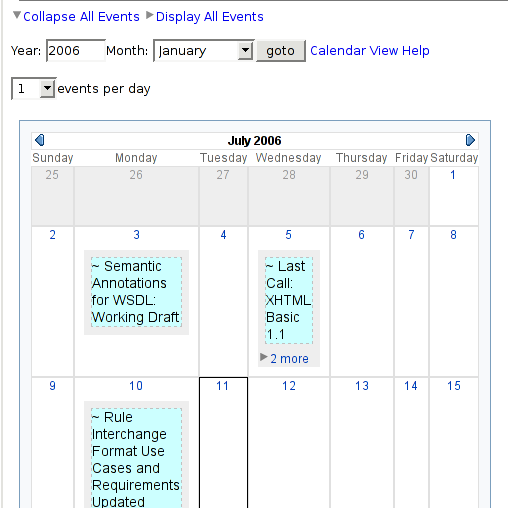 Collapse All Events Display All Events
Year: 2006 Month: January goto Calendar View Help
1 events per day
July 2006
Sunday Monday Tuesday Wednesday Thursday Friday Saturday
25 26 27 28 29 30 1
2 3 4 5 6 7 8
~ Semantic
Annotations
for WSDL:
Working Draft
~ Last
Call:
XHTML
Basic
1.1
2 more
9 10 11 12 13 14 15
~ Rule
Interchange
Format Use
Cases and
Requirements
Updated